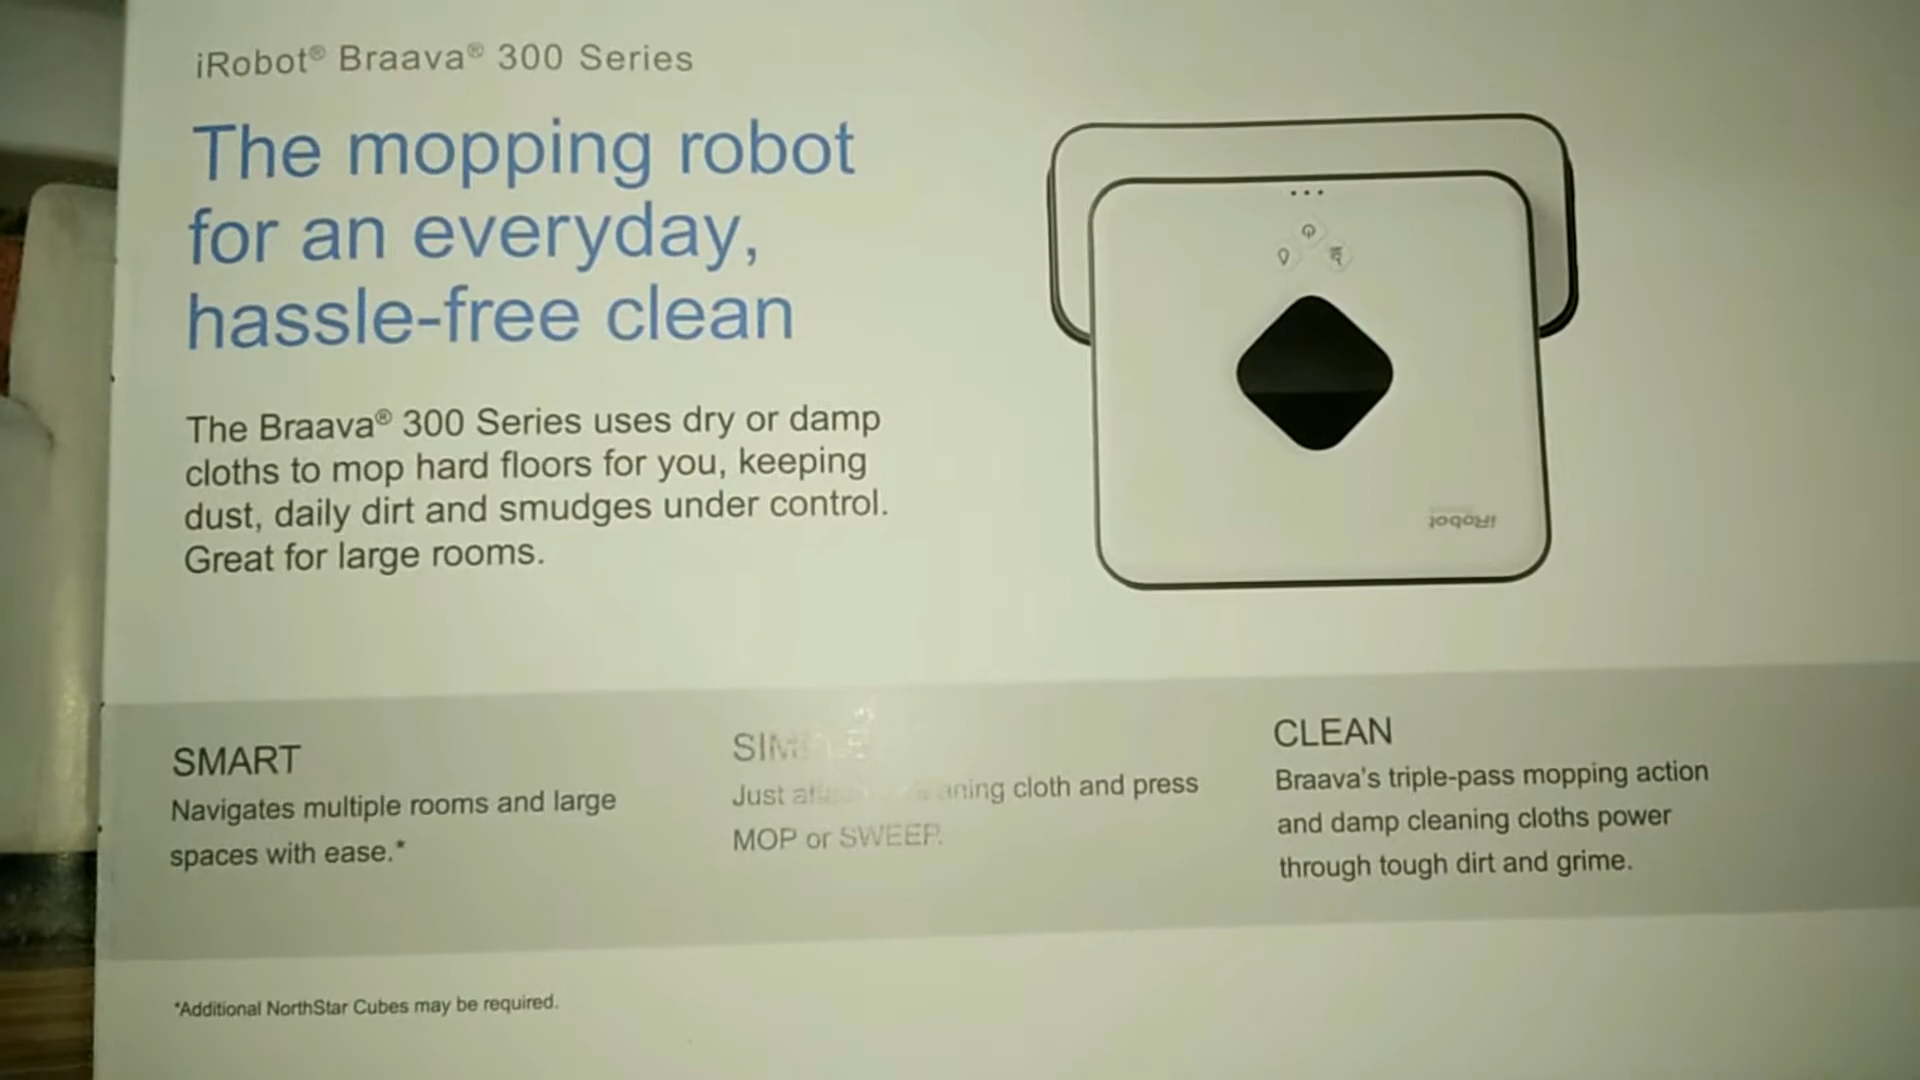 iRobot® Braava® 300 Series
The mopping robot
for an everyday,
hassle-free clean
The Braava® 300 Series uses dry or damp
cloths to mop hard floors for you, keeping
dust, daily dirt and smudges under control.
Great for large rooms.
iRobot
SMART
Navigates multiple rooms and large
spaces with ease.*
Just cloth and press
MOP or SWEEP.
CLEAN
Braava's triple-pass mopping action
and damp cleaning cloths power
through tough dirt and grime.
*Additional NorthStar Cubes may be required.